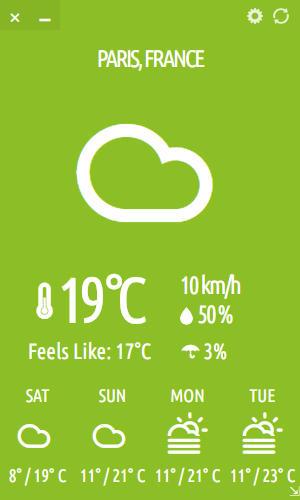 PARIS, FRANCE
19°C
10 km/h
50 %
Feels Like: 17°C
3%
SAT SUN MON TUE
8° / 19° C 11° / 21° C 11° / 21° C 11° / 23° C